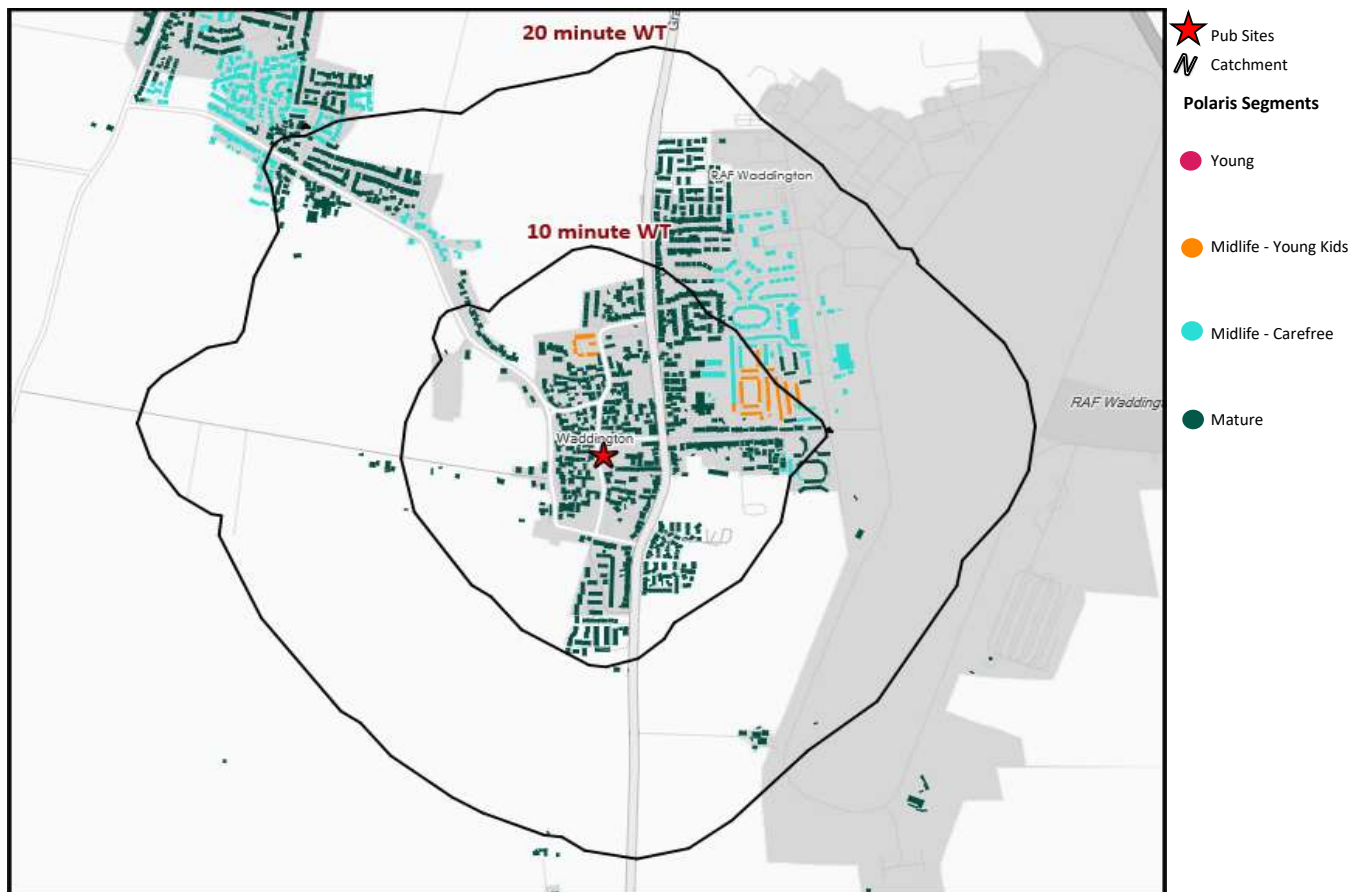 20 minute WT
RAF Waddington
10 minute WT
Waddington
RAF Wadding
Pub Sites
Catchment
Polaris Segments
Young
Midlife - Young Kids
Midlife - Carefree
Mature